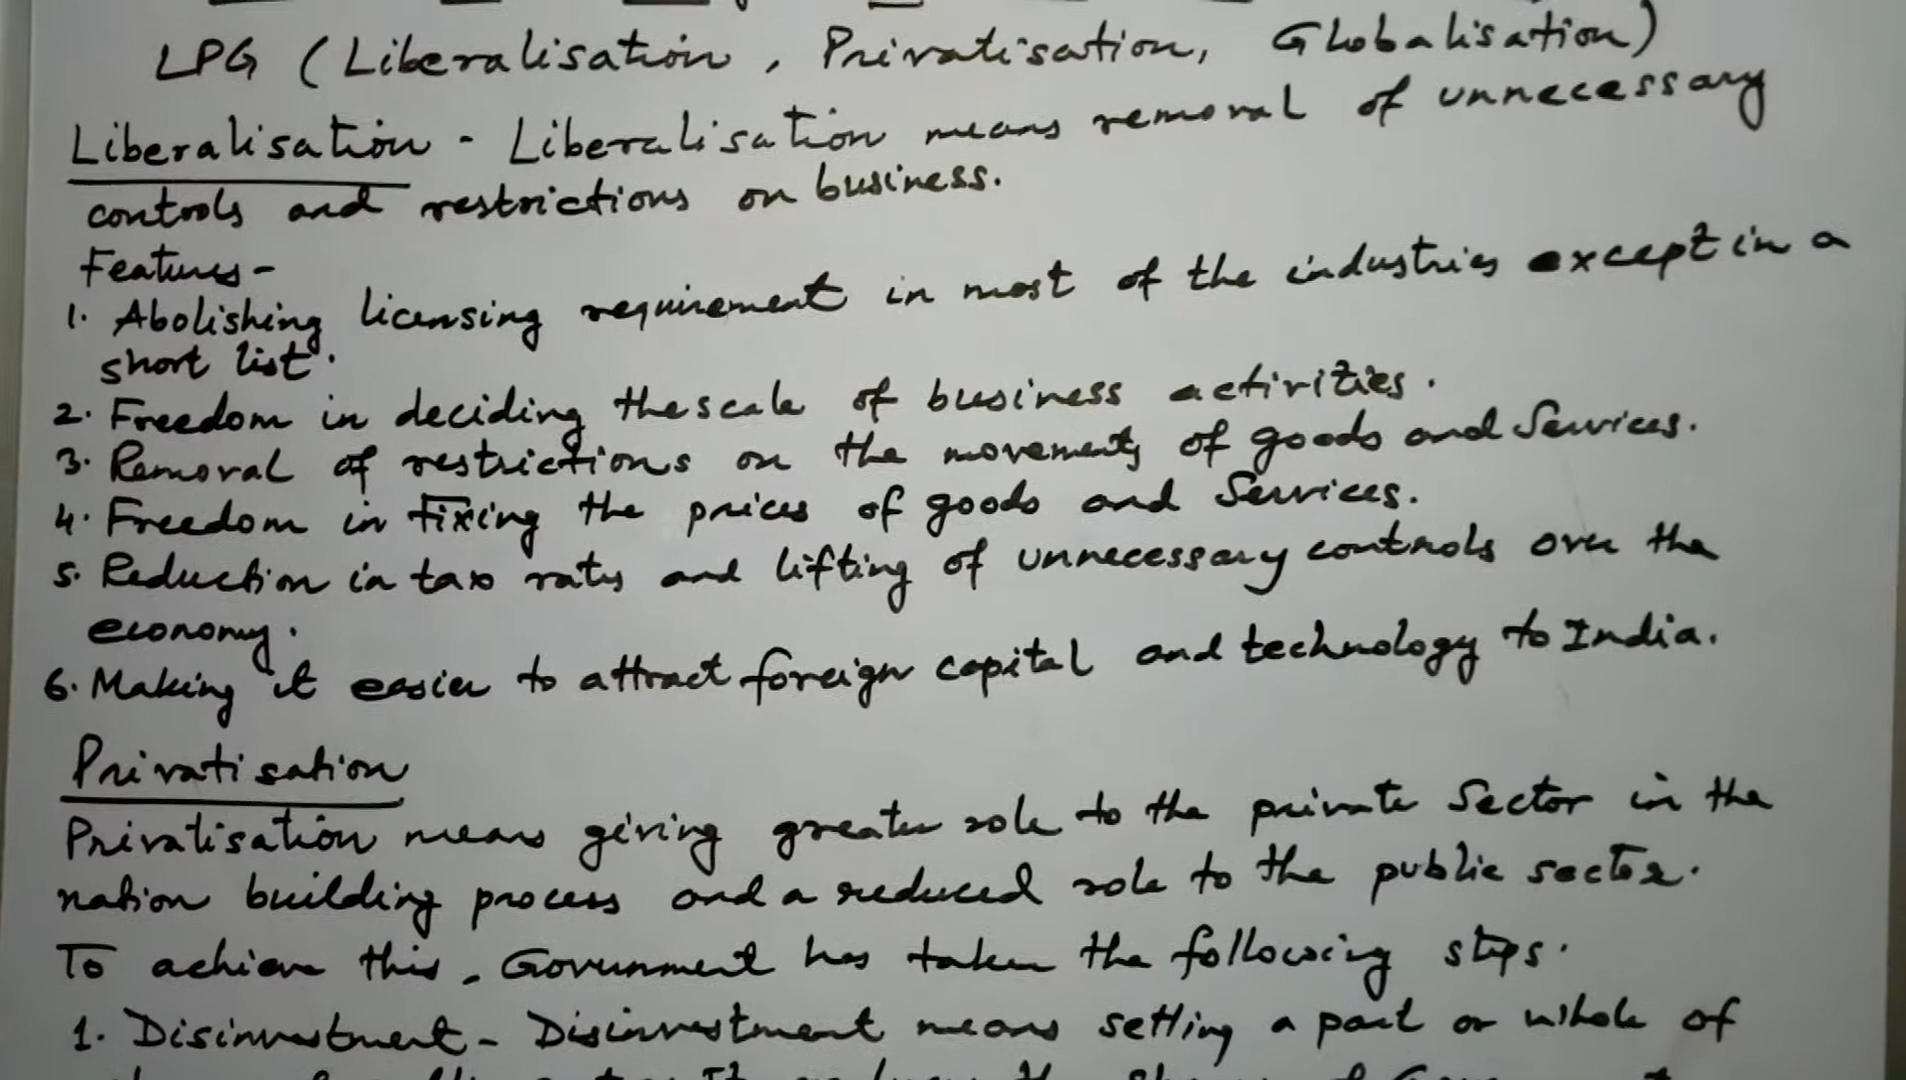 LPG (Liberalisation, Privatisation, Globalisation)
Liberalisation - Liberalisation means removal of unnecessary
controls and restrictions on business.
Features-
1. Abolishing licensing requirement in most of the industries except in a
short list.
2. Freedom in deciding the scale of business activities.
3. Removal of restrictions on the movements of goods and Services.
4. Freedom in fixing the prices of goods and Services.
5. Reduction in tax rates and lifting of unnecessary controls over the
economy.
6. Making it easier to attract foreign capital and technology to India.
Privatisation
Privatisation means giving greater role to the private Sector in the
nation building process and a reduced role to the public sector.
To achieve this, Government has taken the following steps.
1. Disinvestment - Disinvestment means selling a part or whole of